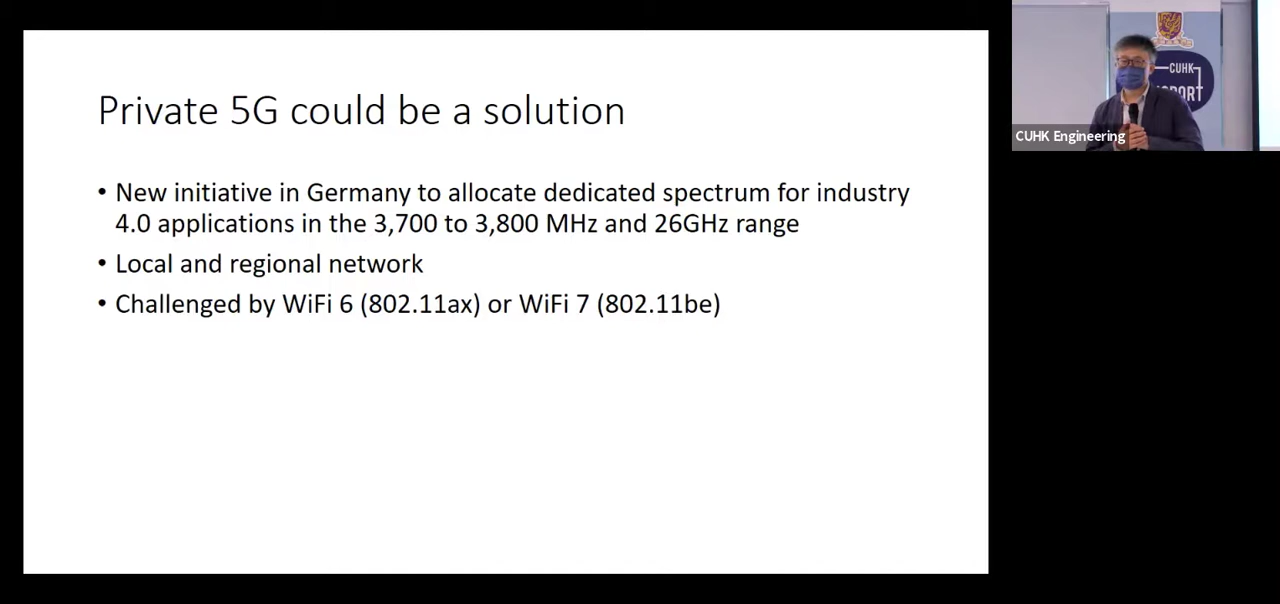 Private 5G could be a solution
• New initiative in Germany to allocate dedicated spectrum for industry
4.0 applications in the 3,700 to 3,800 MHz and 26GHz range
• Local and regional network
• Challenged by WiFi 6 (802.11ax) or WiFi 7 (802.11be)
CUHK
CUHK Engineering